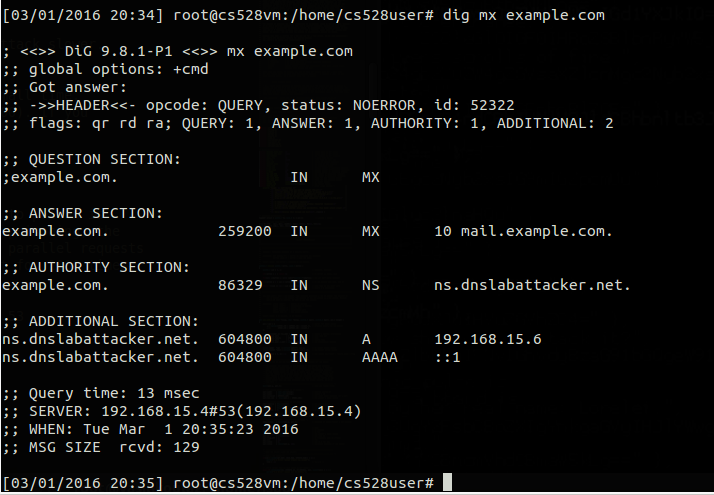 [03/01/2016 20:34] root@cs528vm:/home/cs528user# dig mx example.com
; <<>> DiG 9.8.1-P1 <<>> mx example.com
;; global options: +cmd
;; Got answer:
;; ->>HEADER<<- opcode: QUERY, status: NOERROR, id: 52322
;; flags: qr rd ra; QUERY: 1, ANSWER: 1, AUTHORITY: 1, ADDITIONAL: 2
;; QUESTION SECTION:
;example.com. IN MX
;; ANSWER SECTION:
example.com. 259200 IN MX 10 mail.example.com.
;; AUTHORITY SECTION:
example.com. 86329 IN NS ns.dnslabattacker.net.
;; ADDITIONAL SECTION:
ns.dnslabattacker.net. 604800 IN A 192.168.15.6
ns.dnslabattacker.net. 604800 IN AAAA ::1
;; Query time: 13 msec
;; SERVER: 192.168.15.4#53(192.168.15.4)
;; WHEN: Tue Mar  1 20:35:23 2016
;; MSG SIZE  rcvd: 129
[03/01/2016 20:35] root@cs528vm:/home/cs528user#